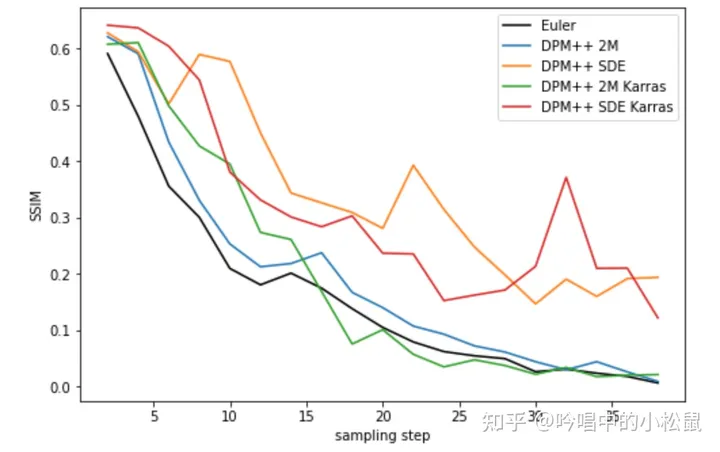 Euler
DPM++ 2M
DPM++ SDE
DPM++ 2M Karras
DPM++ SDE Karras
SSIM
0.6
0.5
0.4
0.3
0.2
0.1
0.0
5 10 15 20 25 30 35
sampling step
知乎 @吟唱中的小松鼠